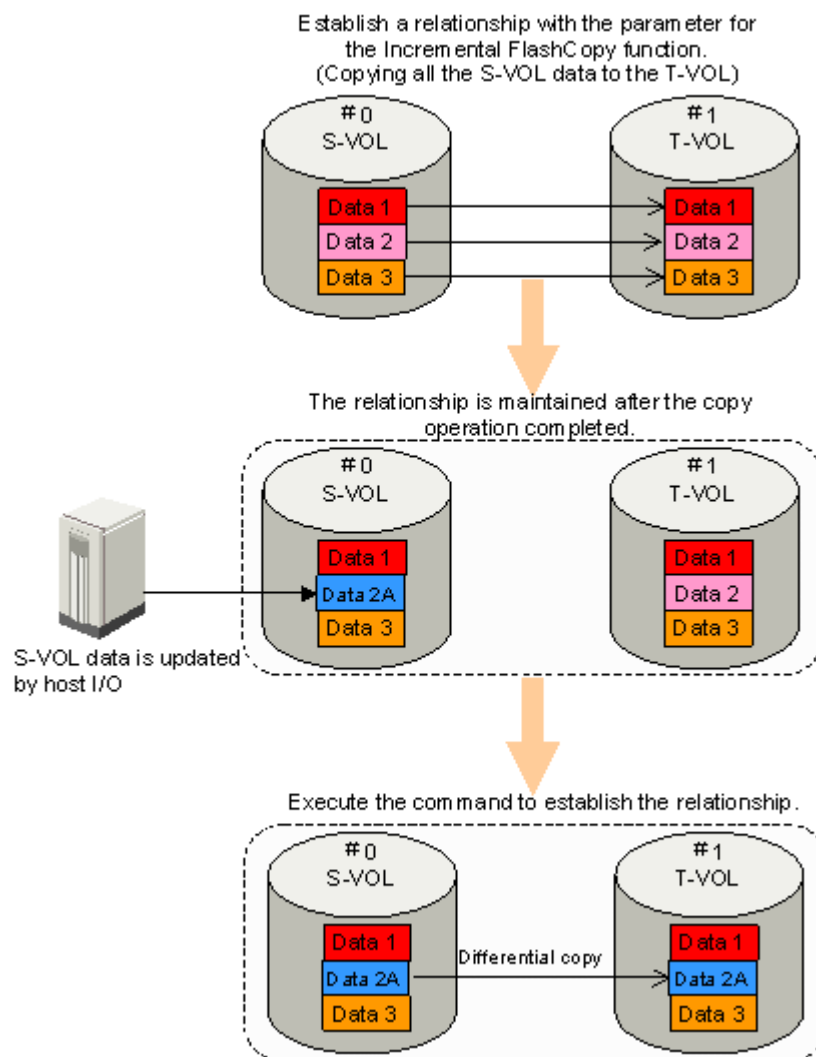 Establish a relationship with the parameter for
the Incremental FlashCopy function.
(Copying all the S-VOL data to the T-VOL)
#0
S-VOL
#1
T-VOL
Data 1
Data 1
Data 2
Data 2
Data 3
Data 3
The relationship is maintained after the copy
operation completed.
#0
S-VOL
#1
T-VOL
Data 1
Data 1
Data 2A
Data 2
Data 3
Data 3
S-VOL data is updated
by host I/O
Execute the command to establish the relationship.
#0
S-VOL
#1
T-VOL
Data 1
Data 1
Data 2A
Differential copy
Data 2A
Data 3
Data 3